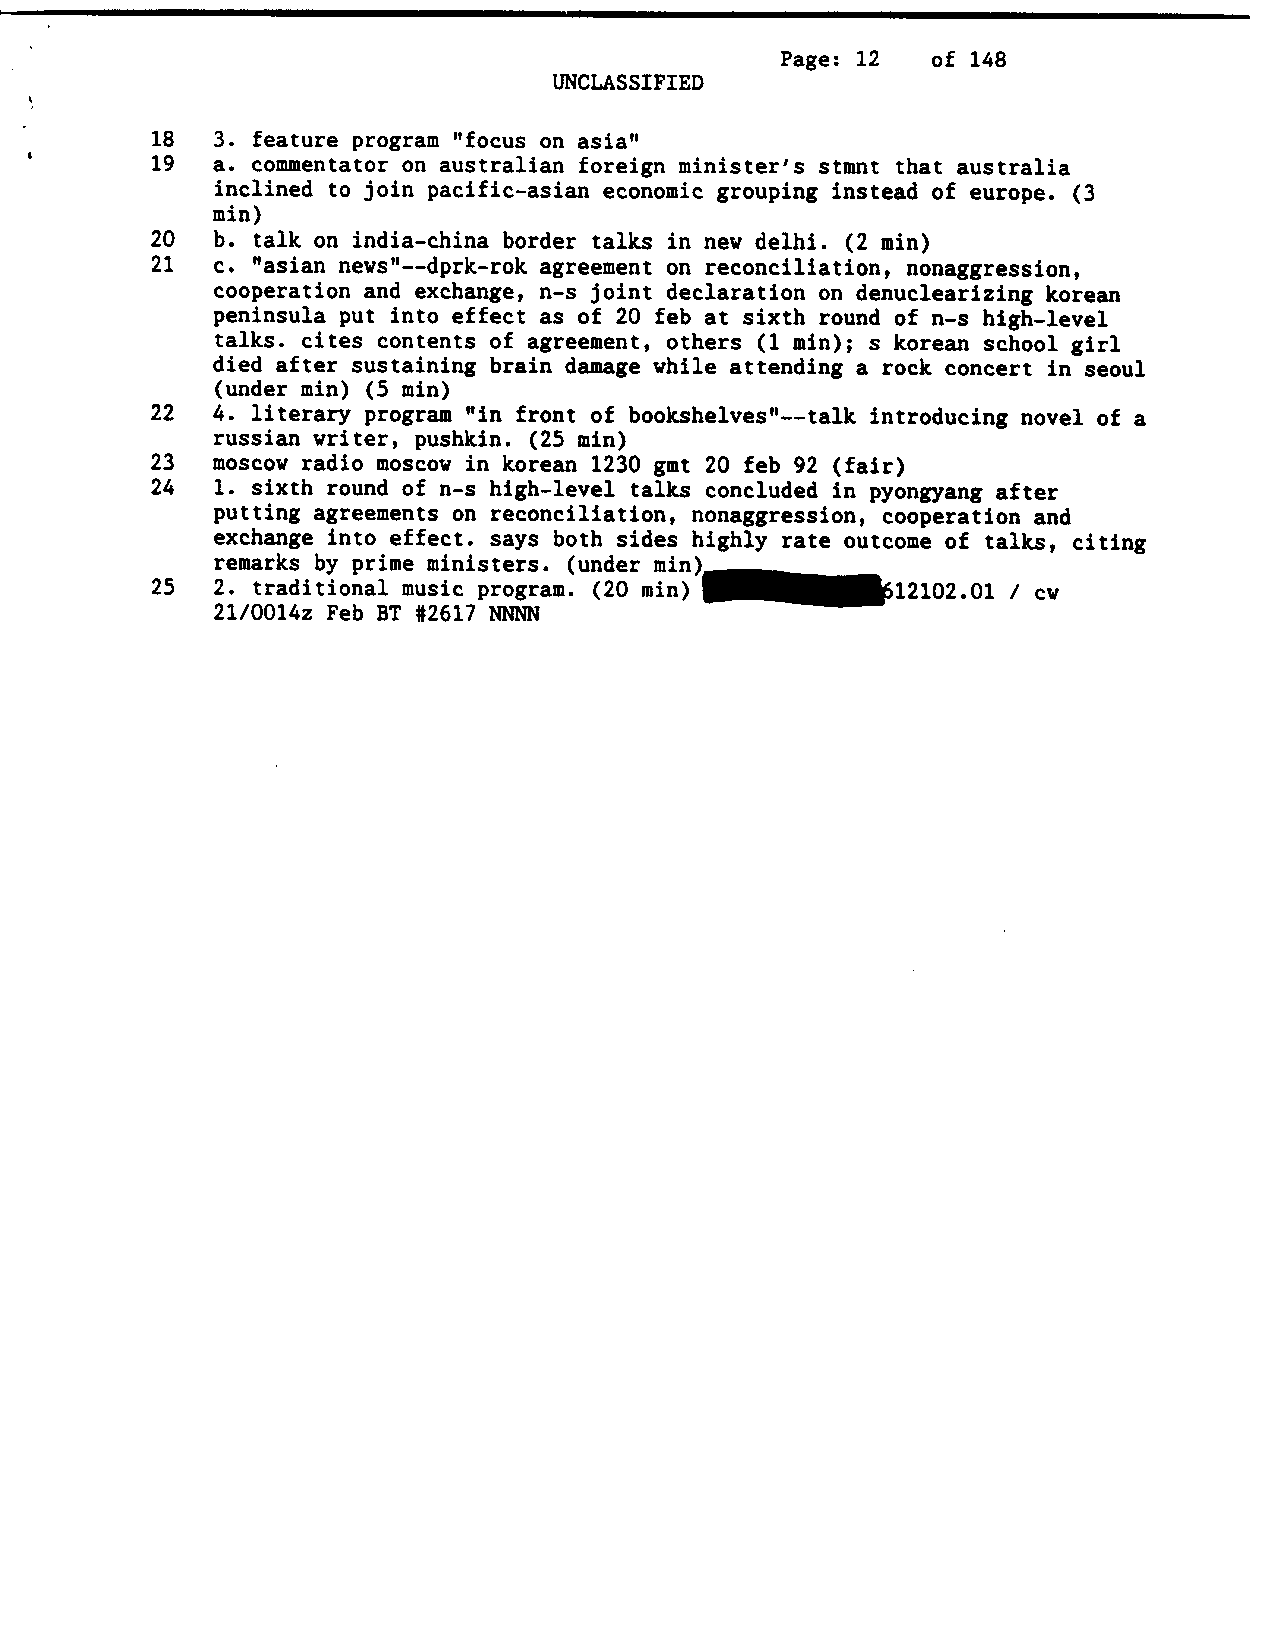 Page: 12 of 148
UNCLASSIFIED
18 3. feature program "focus on asia"
19 a. commentator on australian foreign minister's stmnt that australia
inclined to join pacific-asian economic grouping instead of europe. (3
min)
20 b. talk on india-china border talks in new delhi. (2 min)
21 c. "asian news"--dprk-rok agreement on reconciliation, nonaggression,
cooperation and exchange, n-s joint declaration on denuclearizing korean
peninsula put into effect as of 20 feb at sixth round of n-s high-level
talks. cites contents of agreement, others (1 min); s korean school girl
died after sustaining brain damage while attending a rock concert in seoul
(under min) (5 min)
22 4. literary program "in front of bookshelves"--talk introducing novel of a
russian writer, pushkin. (25 min)
23 moscow radio moscow in korean 1230 gmt 20 feb 92 (fair)
24 1. sixth round of n-s high-level talks concluded in pyongyang after
putting agreements on reconciliation, nonaggression, cooperation and
exchange into effect. says both sides highly rate outcome of talks, citing
remarks by prime ministers. (under min)
25 2. traditional music program. (20 min) 612102.01 / cw
21/0014z Feb BT #2617 NNNN